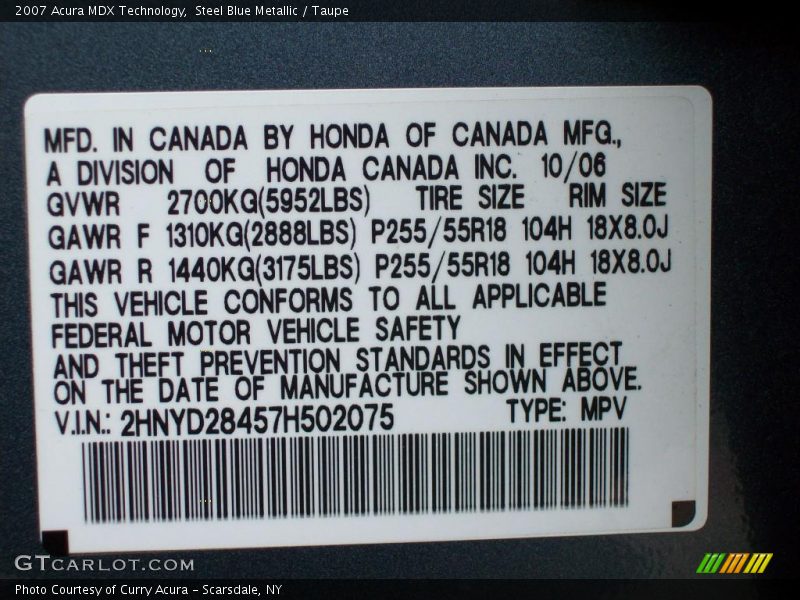 2007 Acura MDX Technology, Steel Blue Metallic / Taupe
MFD. IN CANADA BY HONDA OF CANADA MFG.,
A DIVISION OF HONDA CANADA INC. 10/06
GVWR 2700KG(5952LBS) TIRE SIZE RIM SIZE
GAWR F 1310KG(2888LBS) P255/55R18 104H 18X8.0J
GAWR R 1440KG(3175LBS) P255/55R18 104H 18X8.0J
THIS VEHICLE CONFORMS TO ALL APPLICABLE
FEDERAL MOTOR VEHICLE SAFETY
AND THEFT PREVENTION STANDARDS IN EFFECT
ON THE DATE OF MANUFACTURE SHOWN ABOVE.
V.I.N.: 2HNYD28457H502075 TYPE: MPV
GTCARLOT.COM
Photo Courtesy of Curry Acura - Scarsdale, NY